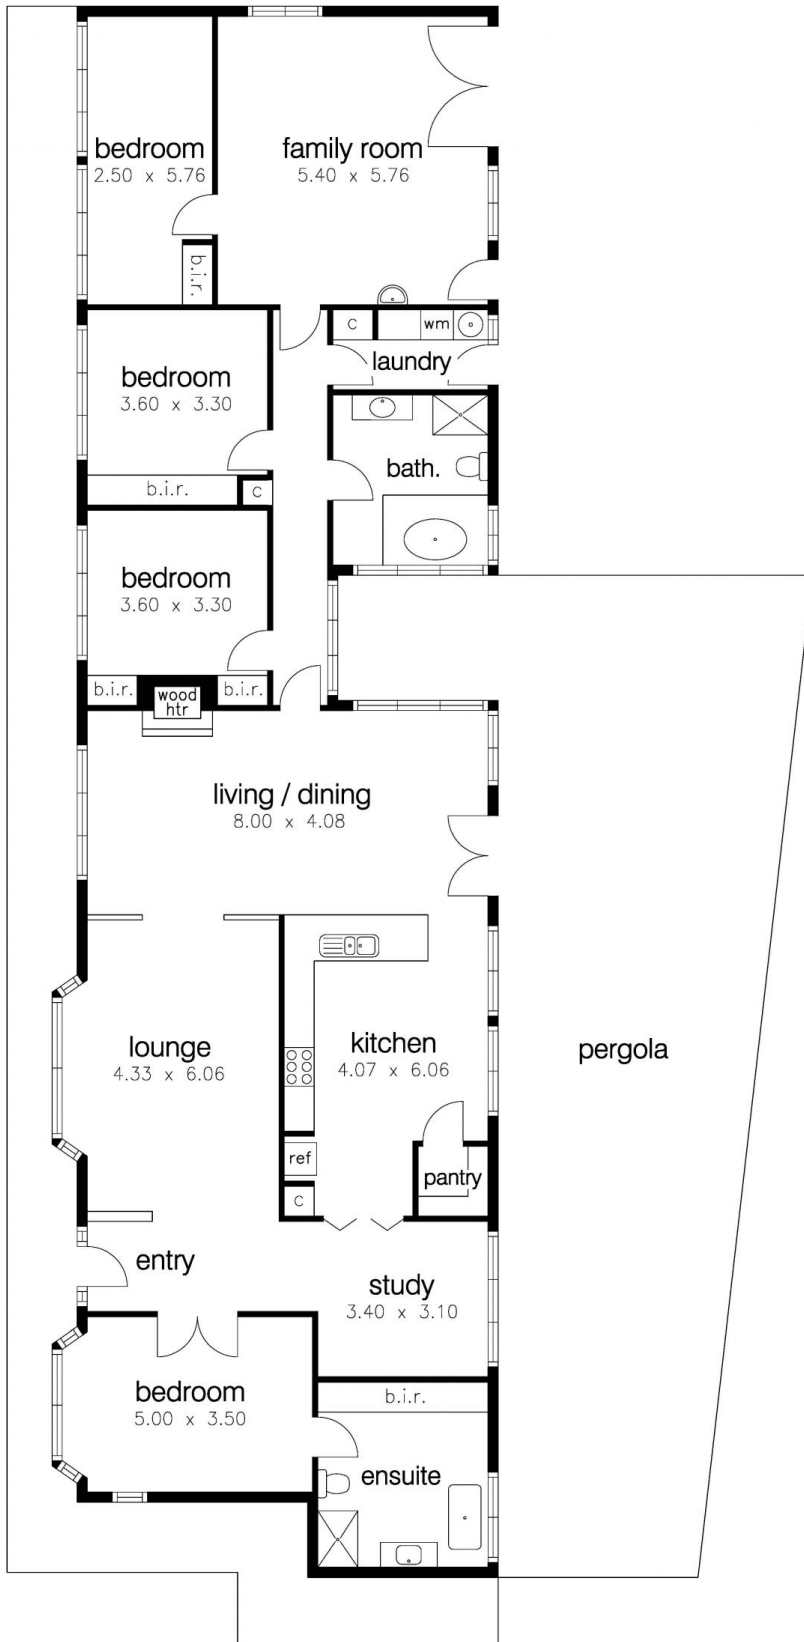 bedroom
2.50 x 5.76
family room
5.40 x 5.76
b.i.r.
c
wm
laundry
bedroom
3.60 x 3.30
b.i.r.
c
bath.
bedroom
3.60 x 3.30
b.i.r.
wood
htr
b.i.r.
living / dining
8.00 x 4.08
lounge
4.33 x 6.06
kitchen
4.07 x 6.06
pergola
ref
c
pantry
entry
study
3.40 x 3.10
bedroom
5.00 x 3.50
b.i.r.
ensuite